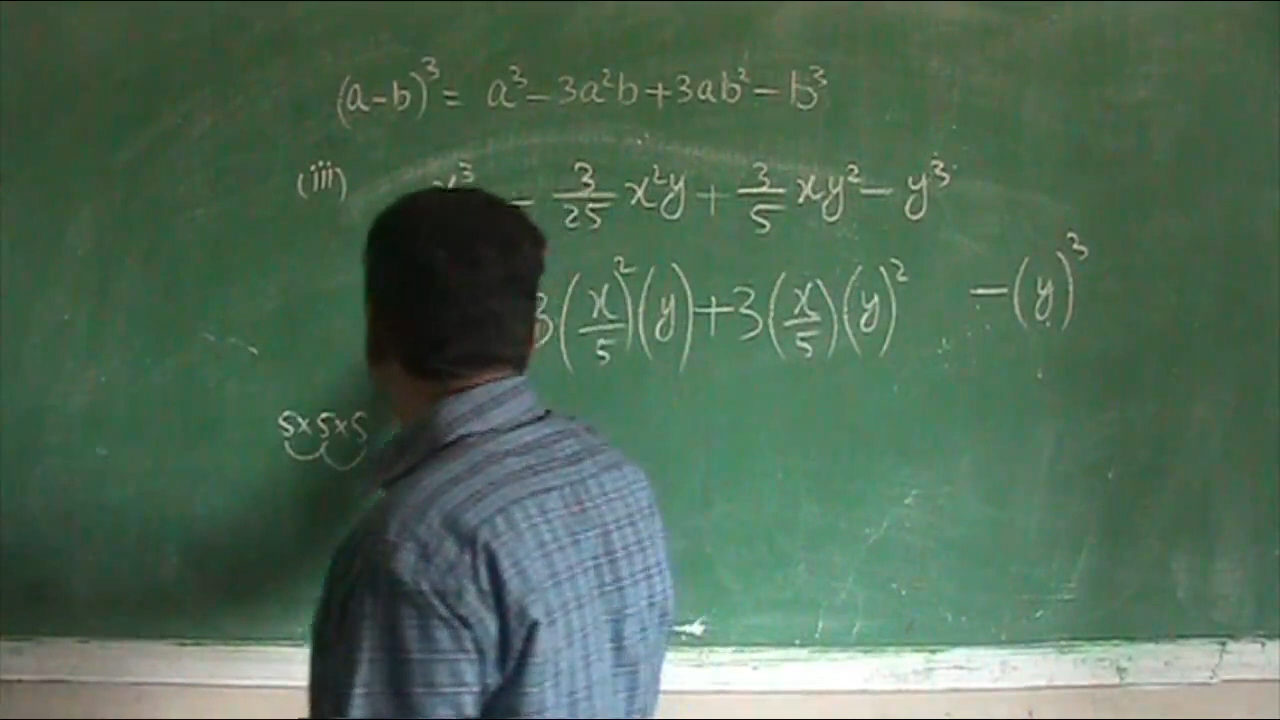 (a-b)³ = a³ - 3a²b + 3ab² - b³
(iii) x³ - 3/25 x²y + 3/5 xy² - y³
3(x/5)²(y) + 3(x/5)(y)² - (y)³
5×5×5